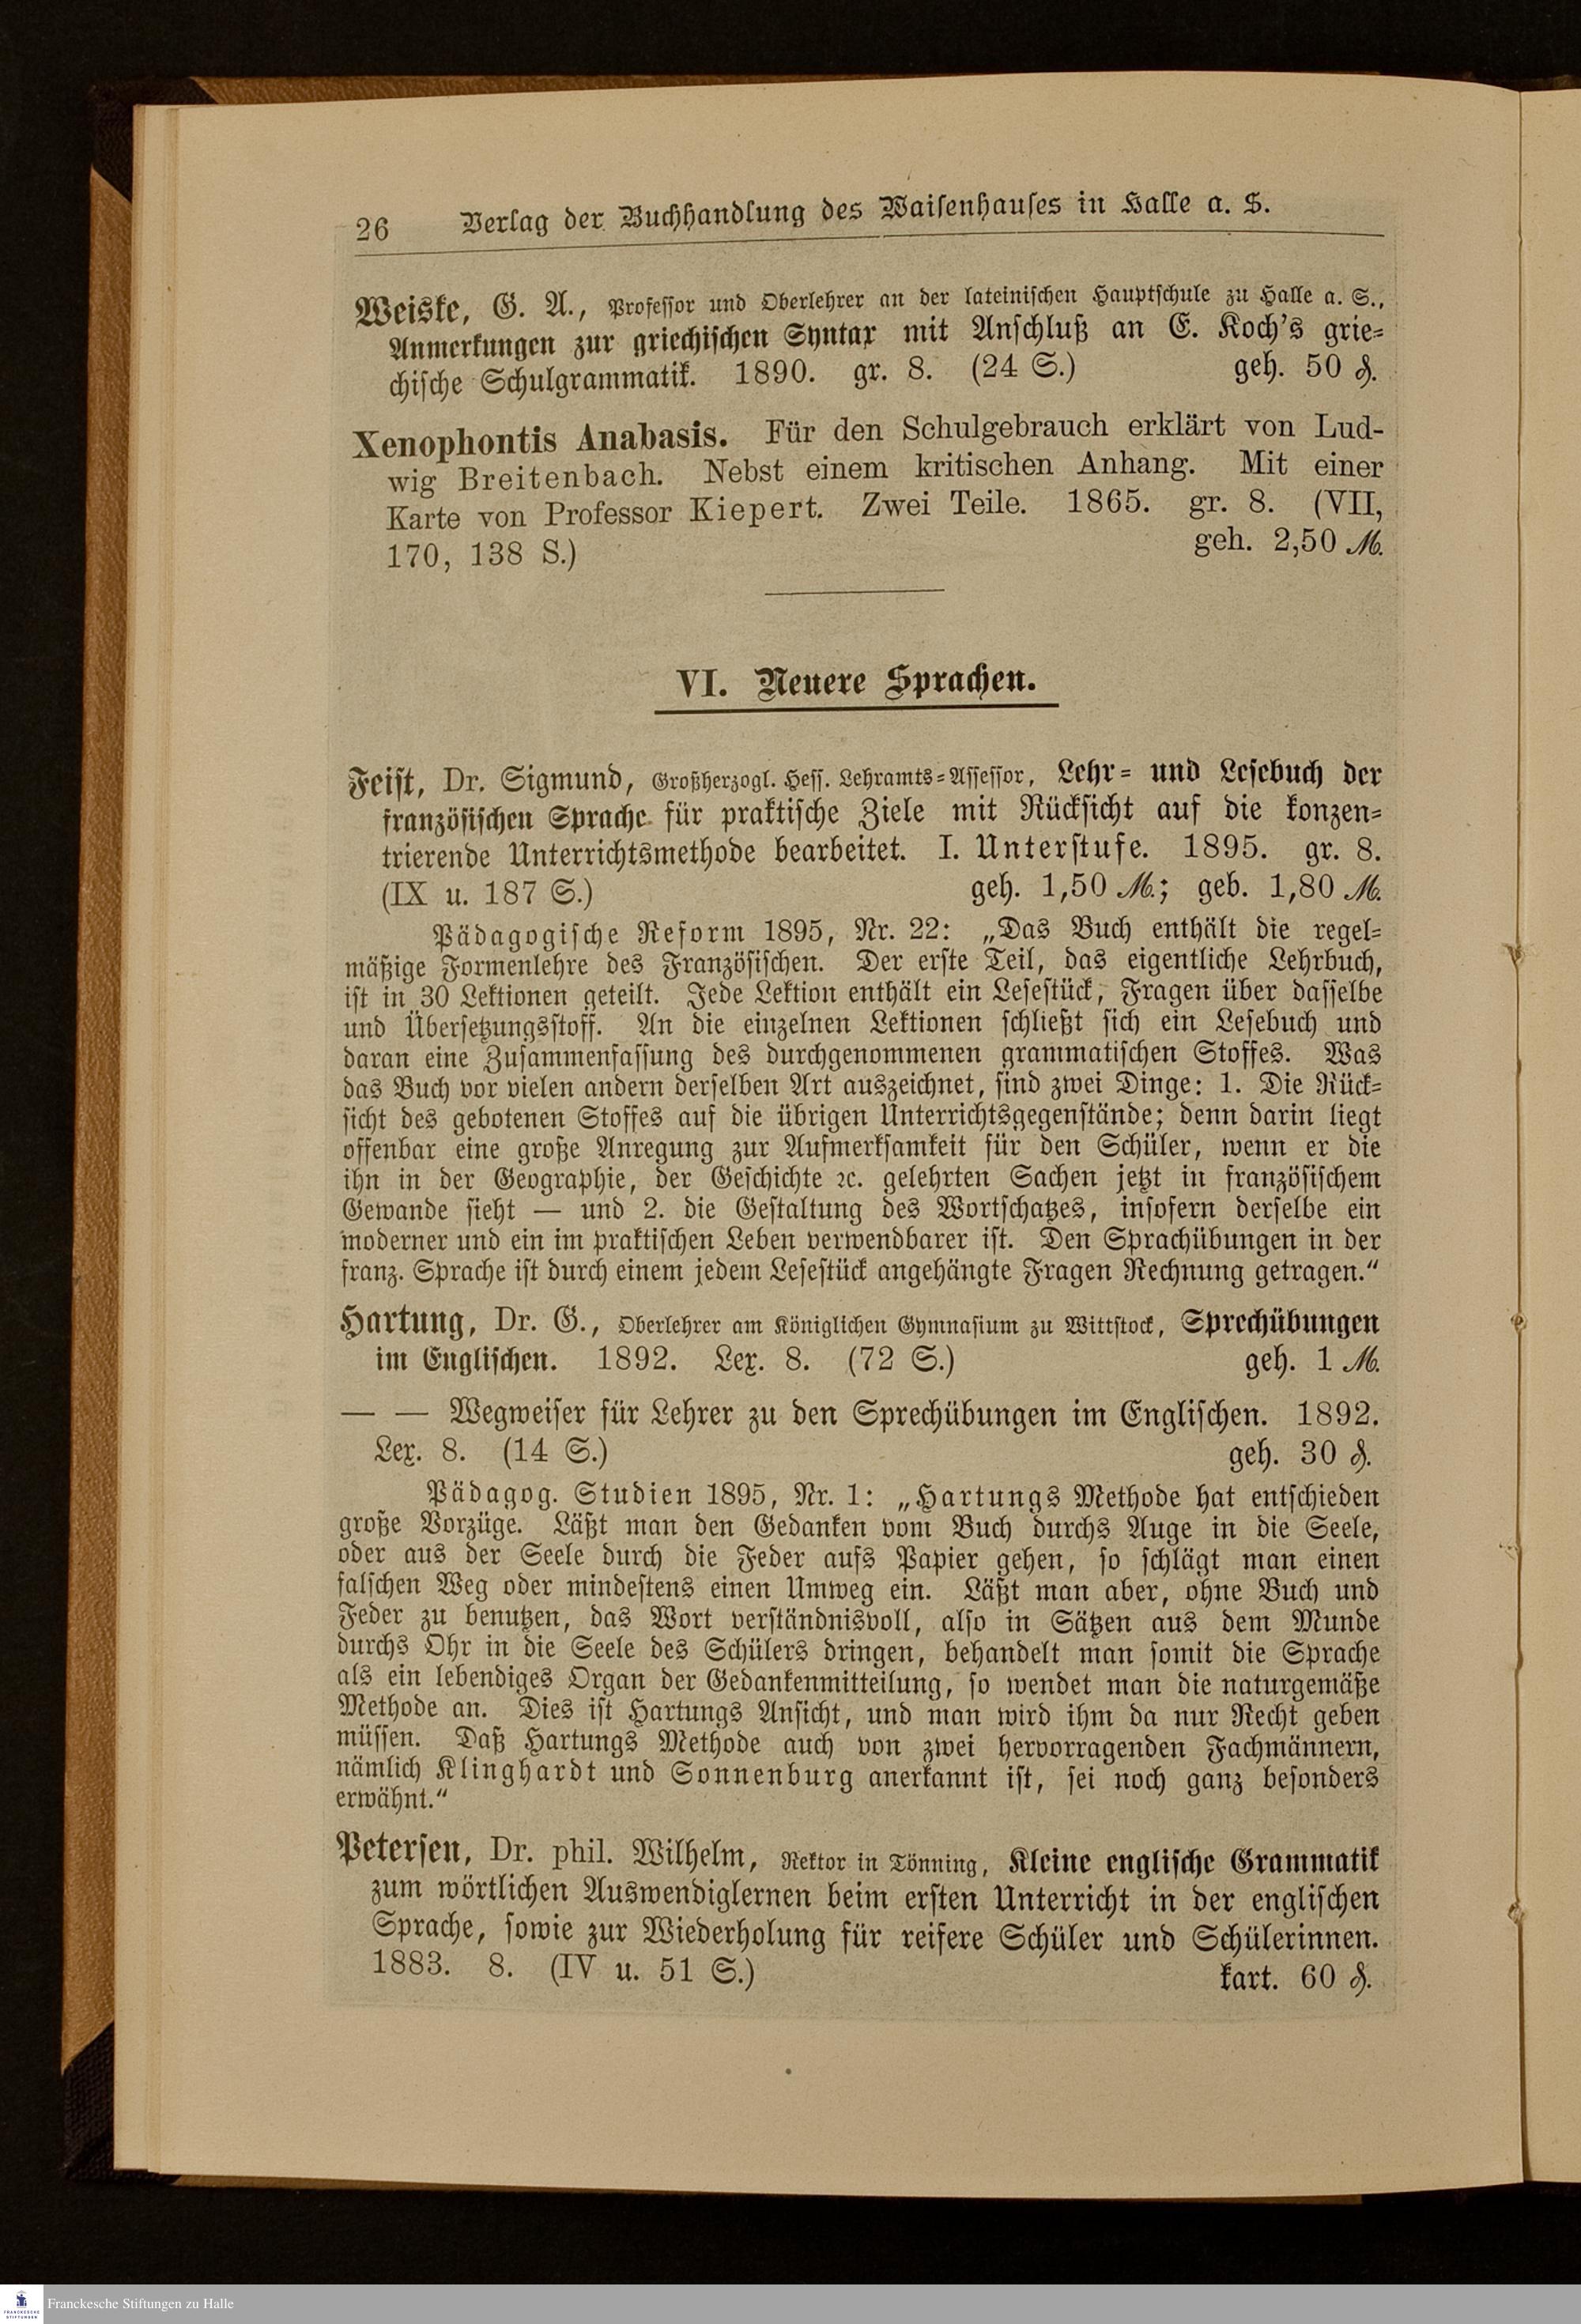 26 Verlag der Buchhandlung des Waisenhauses in Halle a. S.
Weiske, G. A., Professor und Oberlehrer an der lateinischen Hauptschule zu Halle a. S.,
Anmerkungen zur griechischen Syntax mit Anschluß an E. Koch's grie-
chische Schulgrammatik. 1890. gr. 8. (24 S.) geh. 50 ₰.
Xenophontis Anabasis. Für den Schulgebrauch erklärt von Lud-
wig Breitenbach. Nebst einem kritischen Anhang. Mit einer
Karte von Professor Kiepert. Zwei Teile. 1865. gr. 8. (VII,
170, 138 S.) geh. 2,50 ℳ.
VI. Neuere Sprachen.
Feist, Dr. Sigmund, Großherzogl. Hess. Lehramts-Assessor, Lehr- und Lesebuch der
französischen Sprache für praktische Ziele mit Rücksicht auf die konzen-
trierende Unterrichtsmethode bearbeitet. I. Unterstufe. 1895. gr. 8.
(IX u. 187 S.) geh. 1,50 ℳ.; geb. 1,80 ℳ.
Pädagogische Reform 1895, Nr. 22: „Das Buch enthält die regel-
mäßige Formenlehre des Französischen. Der erste Teil, das eigentliche Lehrbuch,
ist in 30 Lektionen geteilt. Jede Lektion enthält ein Lesestück, Fragen über dasselbe
und Übersetzungsstoff. An die einzelnen Lektionen schließt sich ein Lesebuch und
daran eine Zusammenfassung des durchgenommenen grammatischen Stoffes. Was
das Buch vor vielen andern derselben Art auszeichnet, sind zwei Dinge: 1. Die Rück-
sicht des gebotenen Stoffes auf die übrigen Unterrichtsgegenstände; denn darin liegt
offenbar eine große Anregung zur Aufmerksamkeit für den Schüler, wenn er die
ihn in der Geographie, der Geschichte ꝛc. gelehrten Sachen jetzt in französischem
Gewande sieht — und 2. die Gestaltung des Wortschatzes, insofern derselbe ein
moderner und ein im praktischen Leben verwendbarer ist. Den Sprachübungen in der
franz. Sprache ist durch einem jedem Lesestück angehängte Fragen Rechnung getragen.“
Hartung, Dr. G., Oberlehrer am Königlichen Gymnasium zu Wittstock, Sprechübungen
im Englischen. 1892. Lex. 8. (72 S.) geh. 1 ℳ.
— — Wegweiser für Lehrer zu den Sprechübungen im Englischen. 1892.
Lex. 8. (14 S.) geh. 30 ₰.
Pädagog. Studien 1895, Nr. 1: „Hartungs Methode hat entschieden
große Vorzüge. Läßt man den Gedanken vom Buch durchs Auge in die Seele,
oder aus der Seele durch die Feder aufs Papier gehen, so schlägt man einen
falschen Weg oder mindestens einen Umweg ein. Läßt man aber, ohne Buch und
Feder zu benutzen, das Wort verständnisvoll, also in Sätzen aus dem Munde
durchs Ohr in die Seele des Schülers dringen, behandelt man somit die Sprache
als ein lebendiges Organ der Gedankenmitteilung, so wendet man die naturgemäße
Methode an. Dies ist Hartungs Ansicht, und man wird ihm da nur Recht geben
müssen. Daß Hartungs Methode auch von zwei hervorragenden Fachmännern,
nämlich Klinghardt und Sonnenburg anerkannt ist, sei noch ganz besonders
erwähnt.“
Petersen, Dr. phil. Wilhelm, Rektor in Tönning, Kleine englische Grammatik
zum wörtlichen Auswendiglernen beim ersten Unterricht in der englischen
Sprache, sowie zur Wiederholung für reifere Schüler und Schülerinnen.
1883. 8. (IV u. 51 S.) kart. 60 ₰.
FRANCKESCHE
STIFTUNGEN
Franckesche Stiftungen zu Halle